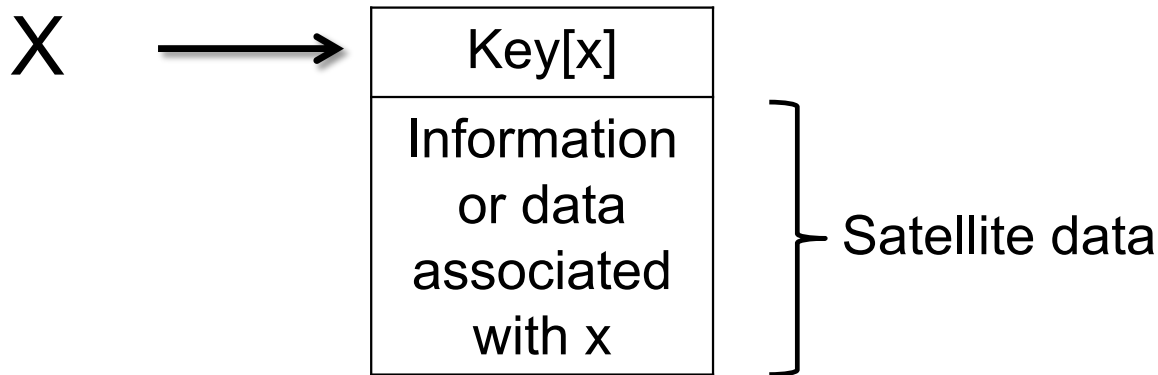 X
Key[x]
Information
or data
associated
with x
Satellite data